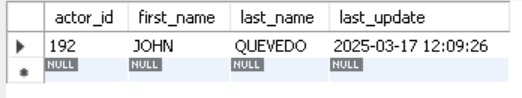 actor_id first_name last_name last_update
192 JOHN QUEVEDO 2025-03-17 12:09:26
NULL NULL NULL NULL